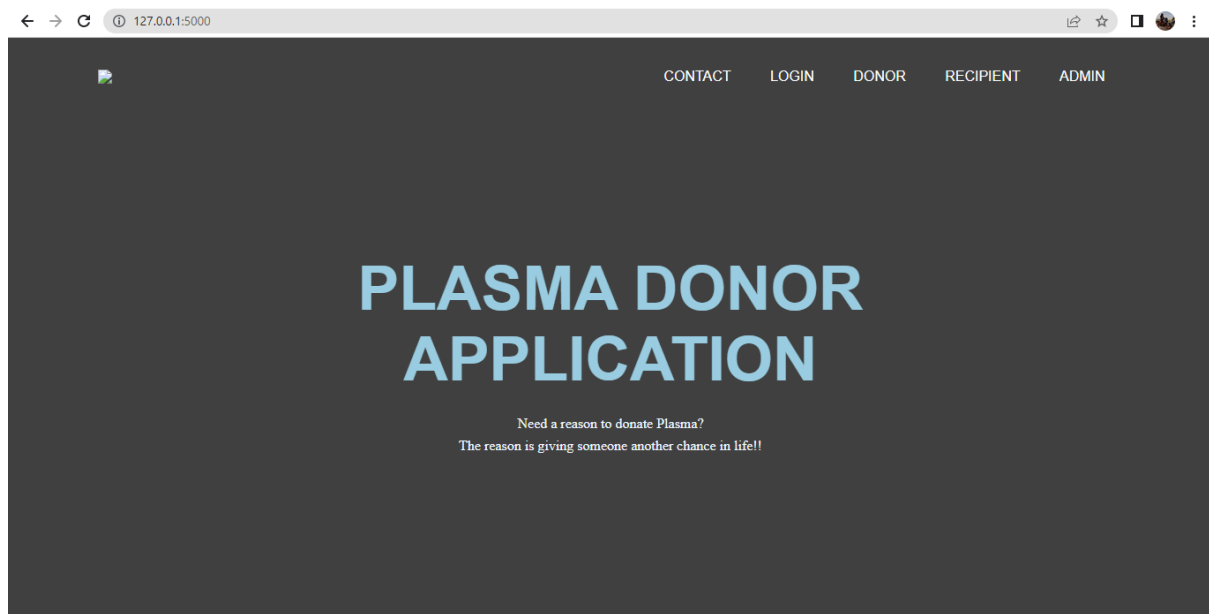 127.0.0.1:5000
CONTACT LOGIN DONOR RECIPIENT ADMIN
PLASMA DONOR
APPLICATION
Need a reason to donate Plasma?
The reason is giving someone another chance in life!!